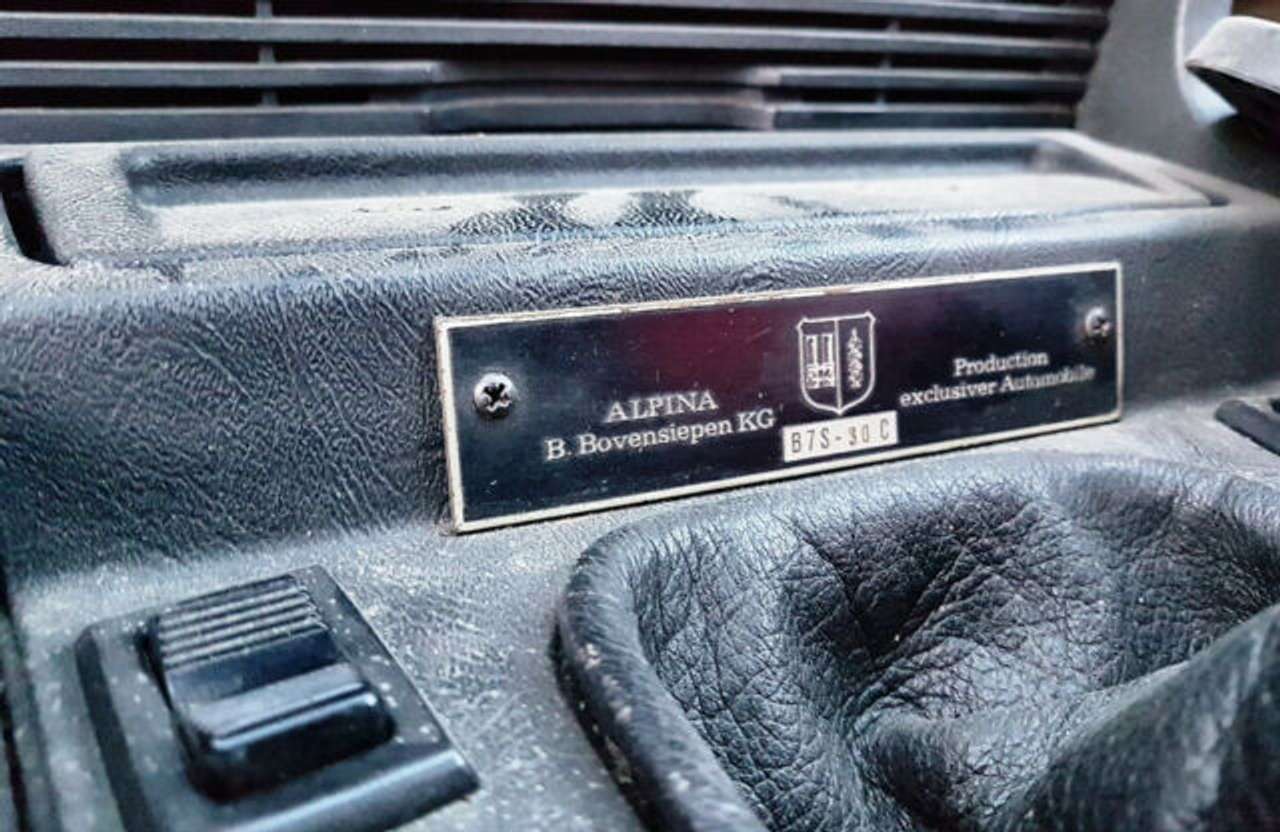 ALPINA
B. Bovensiepen KG
B7S-30 C
Production
exclusiver Automobile